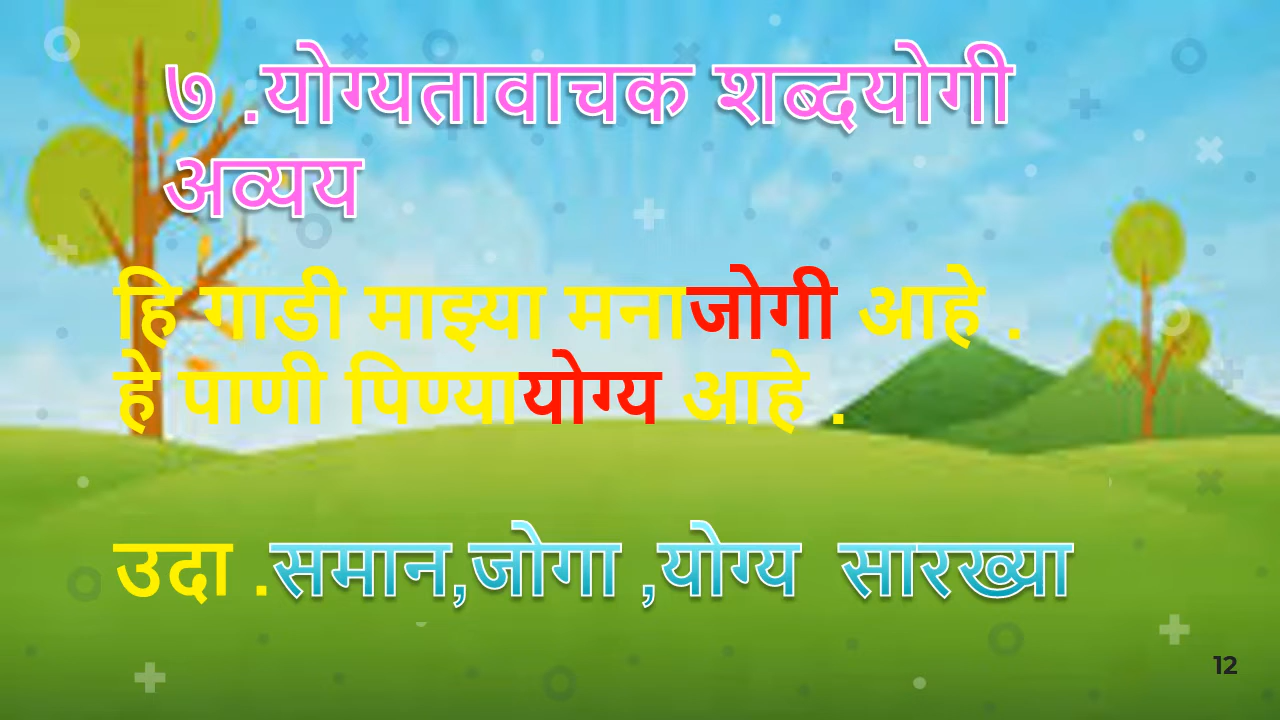 ७ .योग्यतावाचक शब्दयोगी
अव्यय
हि गाडी माझ्या मनाजोगी आहे .
हे पाणी पिण्यायोग्य आहे .
उदा .समान,जोगा ,योग्य  सारख्या
12